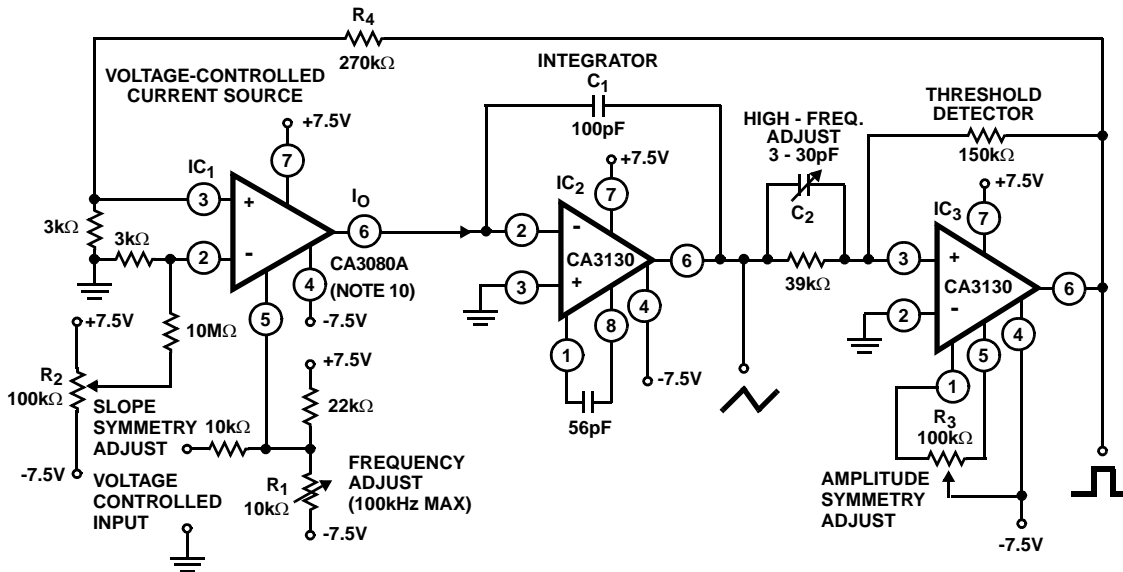 R4
270kΩ
VOLTAGE-CONTROLLED
CURRENT SOURCE
+7.5V
7
IC1
3
+
3kΩ
3kΩ
2
-
IO
6
CA3080A
(NOTE 10)
4
-7.5V
5
10MΩ
+7.5V
R2
100kΩ
-7.5V
SLOPE
SYMMETRY
ADJUST
10kΩ
VOLTAGE
CONTROLLED
INPUT
+7.5V
22kΩ
R1
10kΩ
FREQUENCY
ADJUST
(100kHz MAX)
-7.5V
INTEGRATOR
C1
100pF
+7.5V
IC2
7
2
-
CA3130
3
+
6
4
8
1
56pF
-7.5V
HIGH - FREQ.
ADJUST
3 - 30pF
C2
39kΩ
THRESHOLD
DETECTOR
150kΩ
+7.5V
IC3
7
3
+
CA3130
2
-
6
4
5
1
R3
100kΩ
AMPLITUDE
SYMMETRY
ADJUST
-7.5V